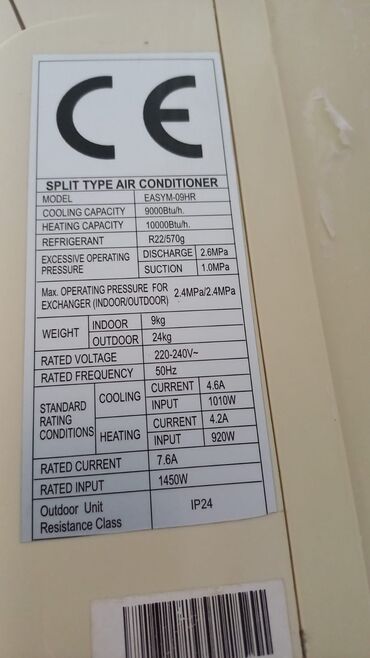 CE
SPLIT TYPE AIR CONDITIONER
MODEL EASYM-09HR
COOLING CAPACITY 9000Btu/h.
HEATING CAPACITY 10000Btu/h.
REFRIGERANT R22/570g
EXCESSIVE OPERATING PRESSURE DISCHARGE 2.6MPa
SUCTION 1.0MPa
Max. OPERATING PRESSURE FOR
EXCHANGER (INDOOR/OUTDOOR) 2.4MPa/2.4MPa
WEIGHT INDOOR 9kg
OUTDOOR 24kg
RATED VOLTAGE 220-240V~
RATED FREQUENCY 50Hz
STANDARD RATING CONDITIONS COOLING CURRENT 4.6A
INPUT 1010W
HEATING CURRENT 4.2A
INPUT 920W
RATED CURRENT 7.6A
RATED INPUT 1450W
Outdoor Unit
Resistance Class IP24